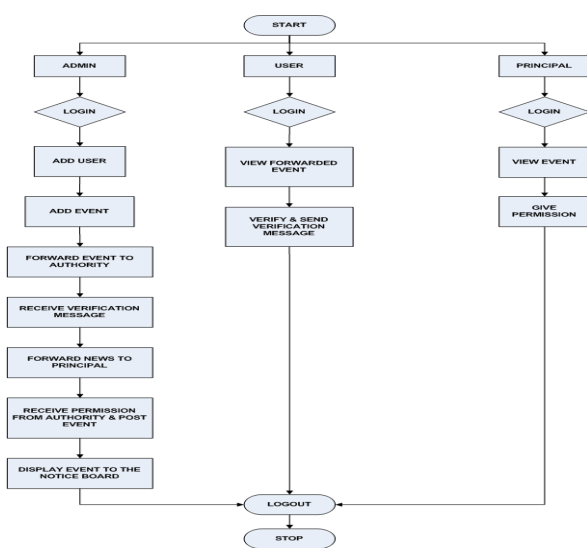 START
ADMIN
USER
PRINCIPAL
LOGIN
LOGIN
LOGIN
ADD USER
VIEW FORWARDED
EVENT
VIEW EVENT
ADD EVENT
VERIFY & SEND
VERIFICATION
MESSAGE
GIVE
PERMISSION
FORWARD EVENT TO
AUTHORITY
RECEIVE VERIFICATION
MESSAGE
FORWARD NEWS TO
PRINCIPAL
RECEIVE PERMISSION
FROM AUTHORITY & POST
EVENT
DISPLAY EVENT TO THE
NOTICE BOARD
LOGOUT
STOP